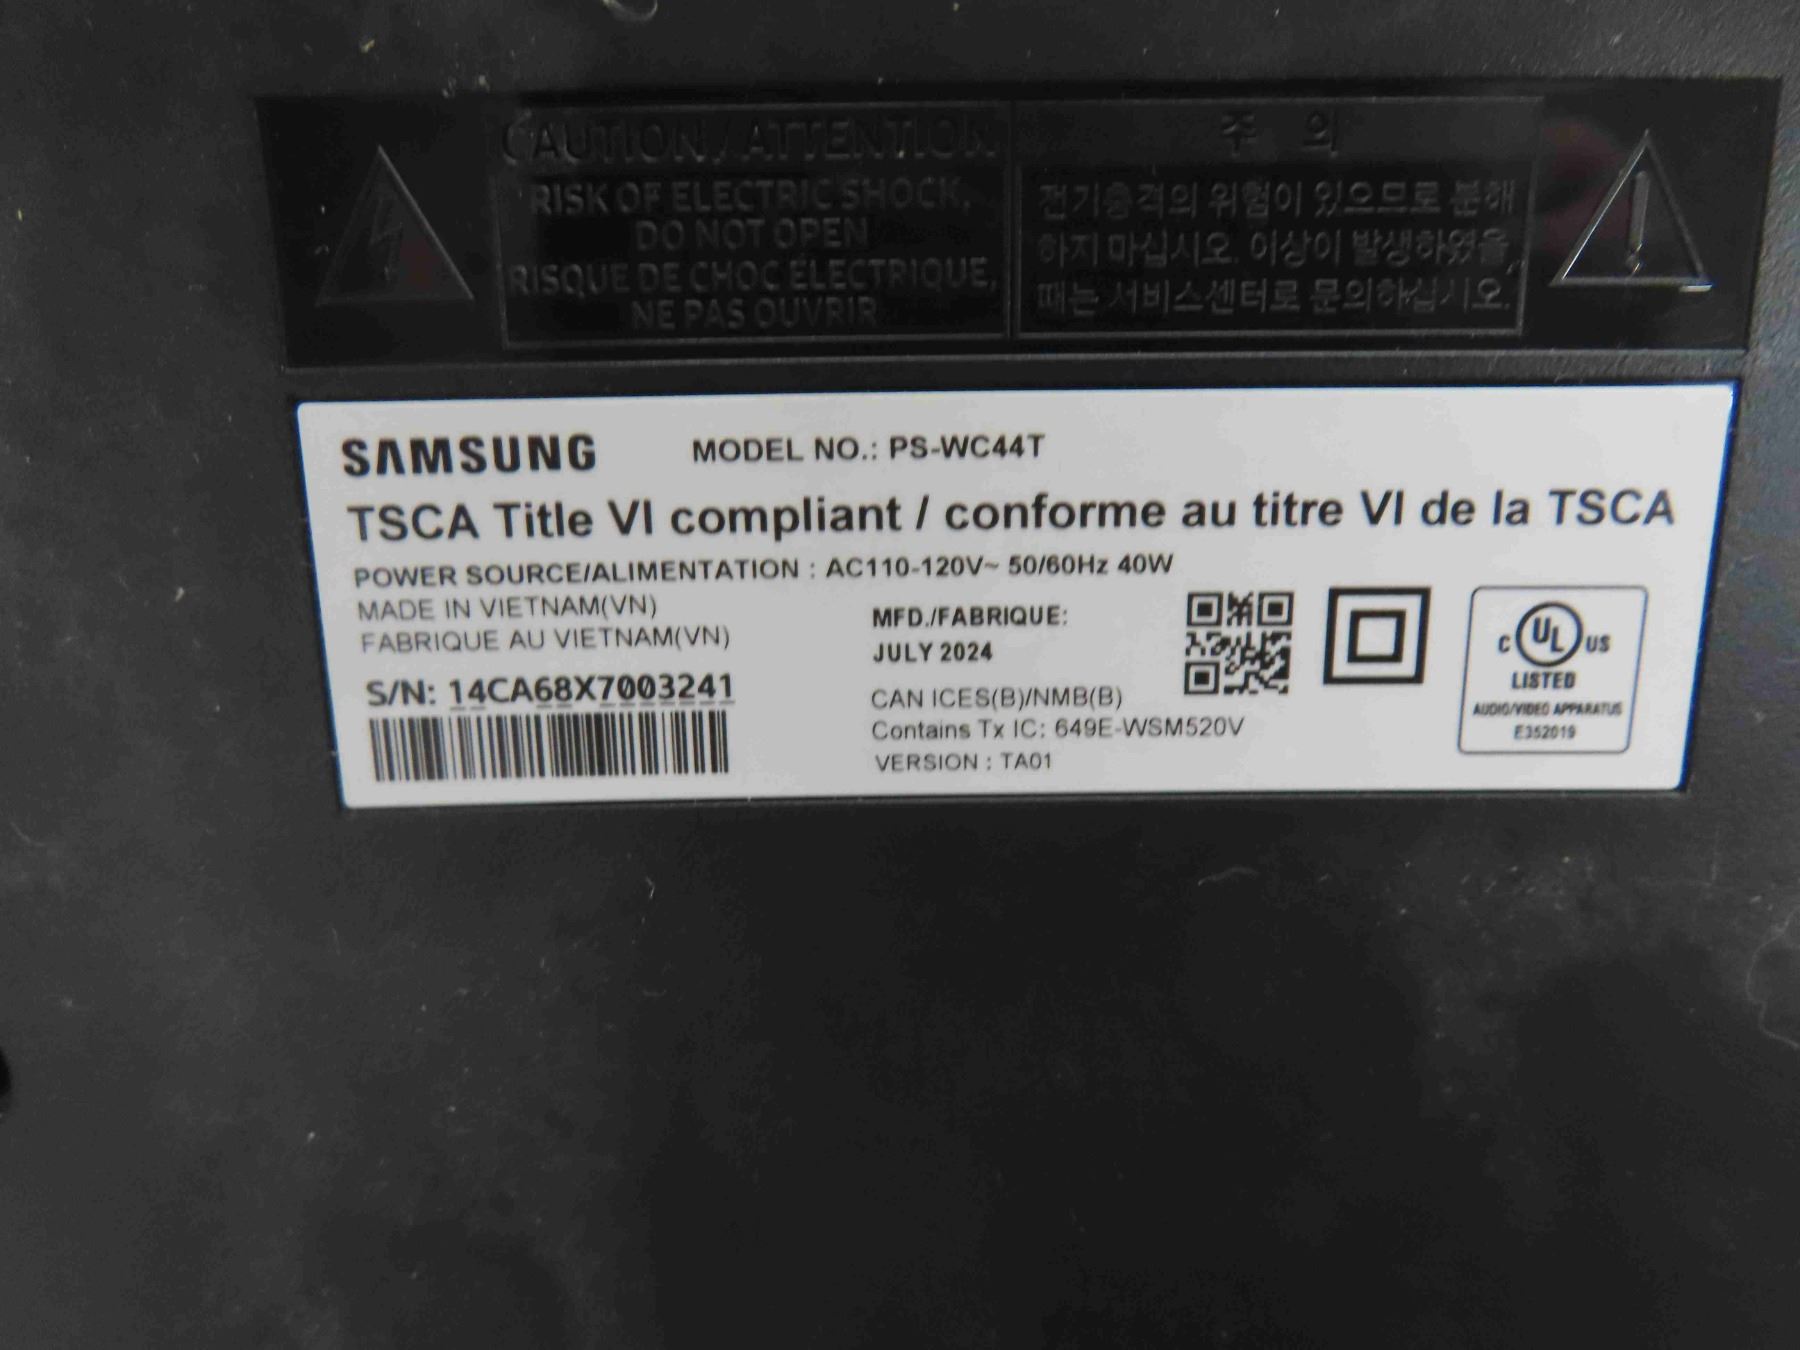 CAUTION / ATTENTION
RISK OF ELECTRIC SHOCK,
DO NOT OPEN
RISQUE DE CHOC ÉLECTRIQUE,
NE PAS OUVRIR
주 의
전기충격의 위험이 있으므로 분해
하지 마십시오. 이상이 발생하였을
때는 서비스센터로 문의하십시오.
SAMSUNG MODEL NO.: PS-WC44T
TSCA Title VI compliant / conforme au titre VI de la TSCA
POWER SOURCE/ALIMENTATION : AC110-120V~ 50/60Hz 40W
MADE IN VIETNAM(VN)
FABRIQUE AU VIETNAM(VN)
S/N: 14CA68X7003241
MFD./FABRIQUE:
JULY 2024
CAN ICES(B)/NMB(B)
Contains Tx IC: 649E-WSM520V
VERSION : TA01
C UL US
LISTED
AUDIO/VIDEO APPARATUS
E352019